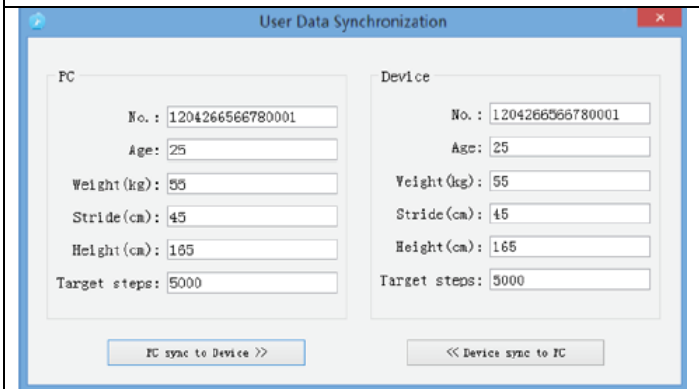 User Data Synchronization
PC
No.: 1204266566780001
Age: 25
Weight(kg): 55
Stride(cm): 45
Height(cm): 165
Target steps: 5000
PC sync to Device >>
Device
No.: 1204266566780001
Age: 25
Weight(kg): 55
Stride(cm): 45
Height(cm): 165
Target steps: 5000
<< Device sync to PC